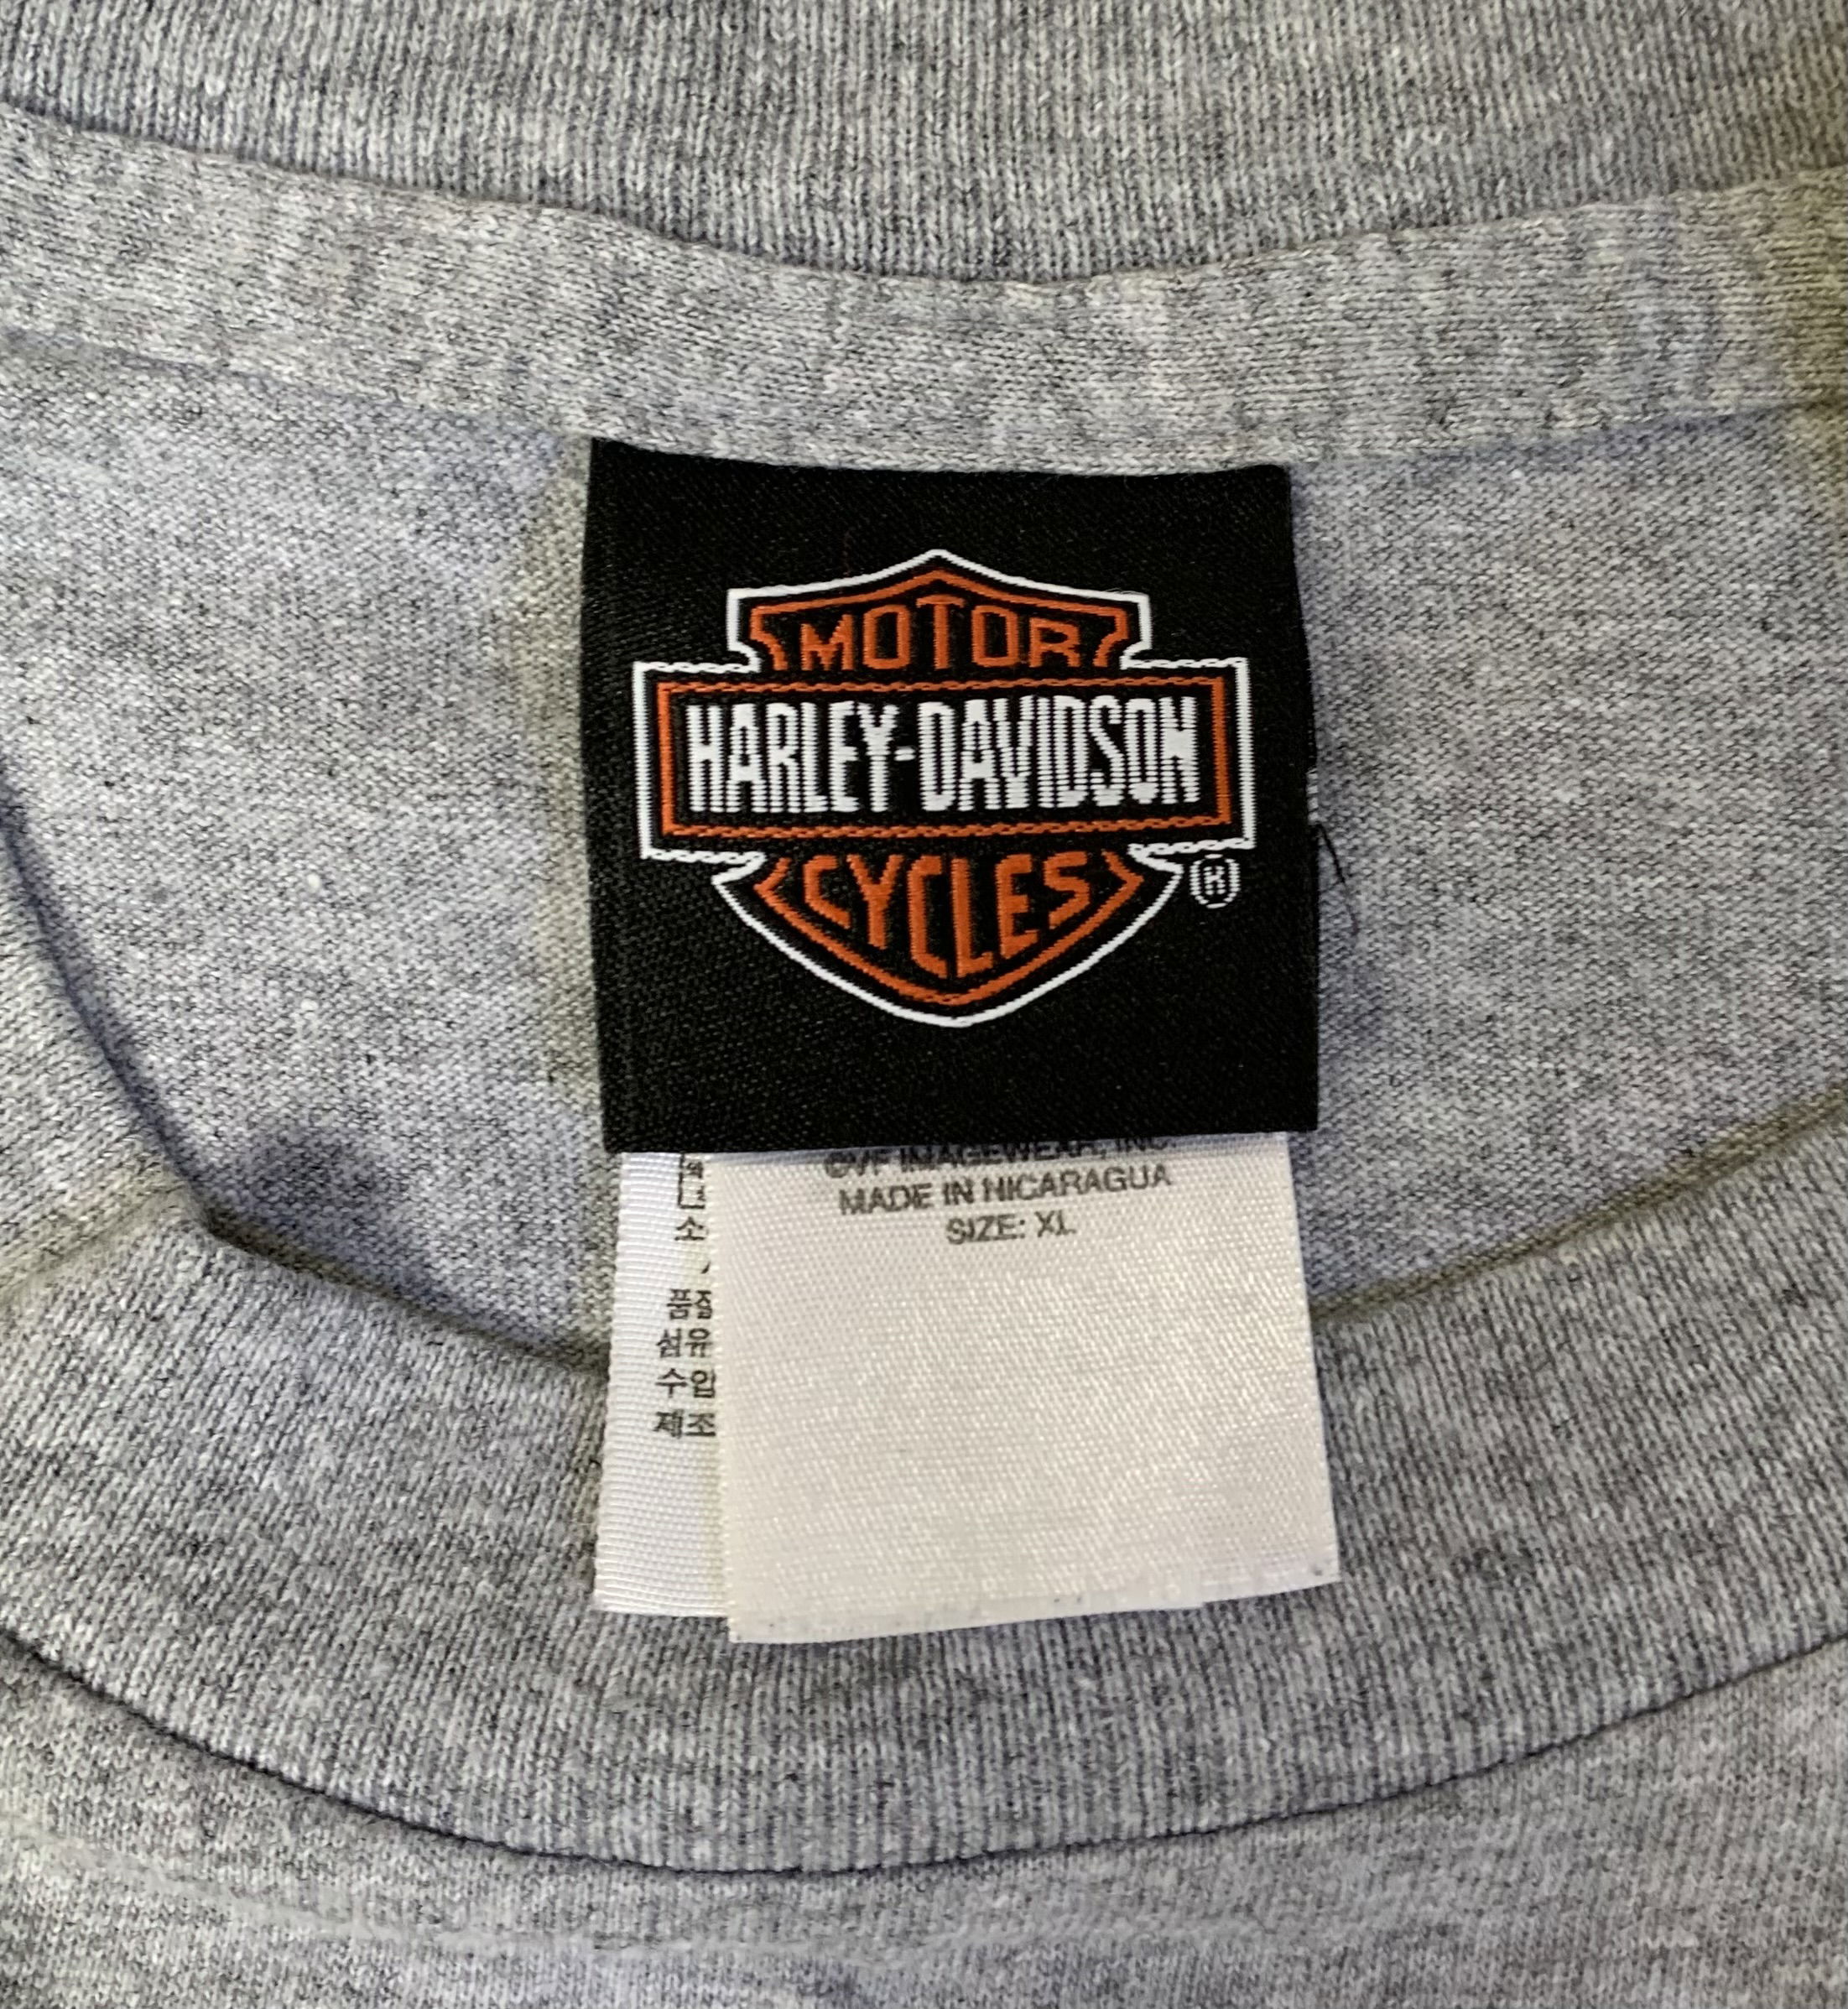 MOTOR
HARLEY-DAVIDSON
CYCLES
®
©VF IMAGEWEAR, INC.
MADE IN NICARAGUA
SIZE: XL
소
품질
섬유
수입
제조